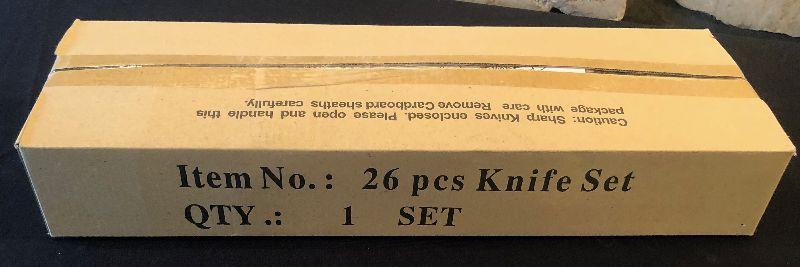 Caution: Sharp Knives enclosed. Please open and handle this
package with care Remove Cardboard sheaths carefully.
Item No.: 26 pcs Knife Set
QTY .: 1 SET